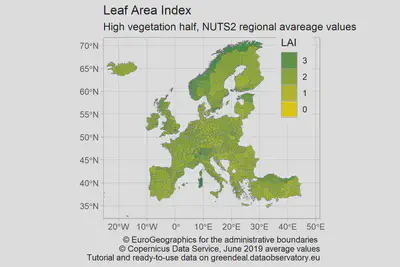 Leaf Area Index
High vegetation half, NUTS2 regional avareage values
LAI
3
2
1
0
70°N
65°N
60°N
55°N
50°N
45°N
40°N
35°N
20°W 10°W 0° 10°E 20°E 30°E 40°E 50°E
© EuroGeographics for the administrative boundaries
© Copernicus Data Service, June 2019 average values
Tutorial and ready-to-use data on greendeal.dataobservatory.eu